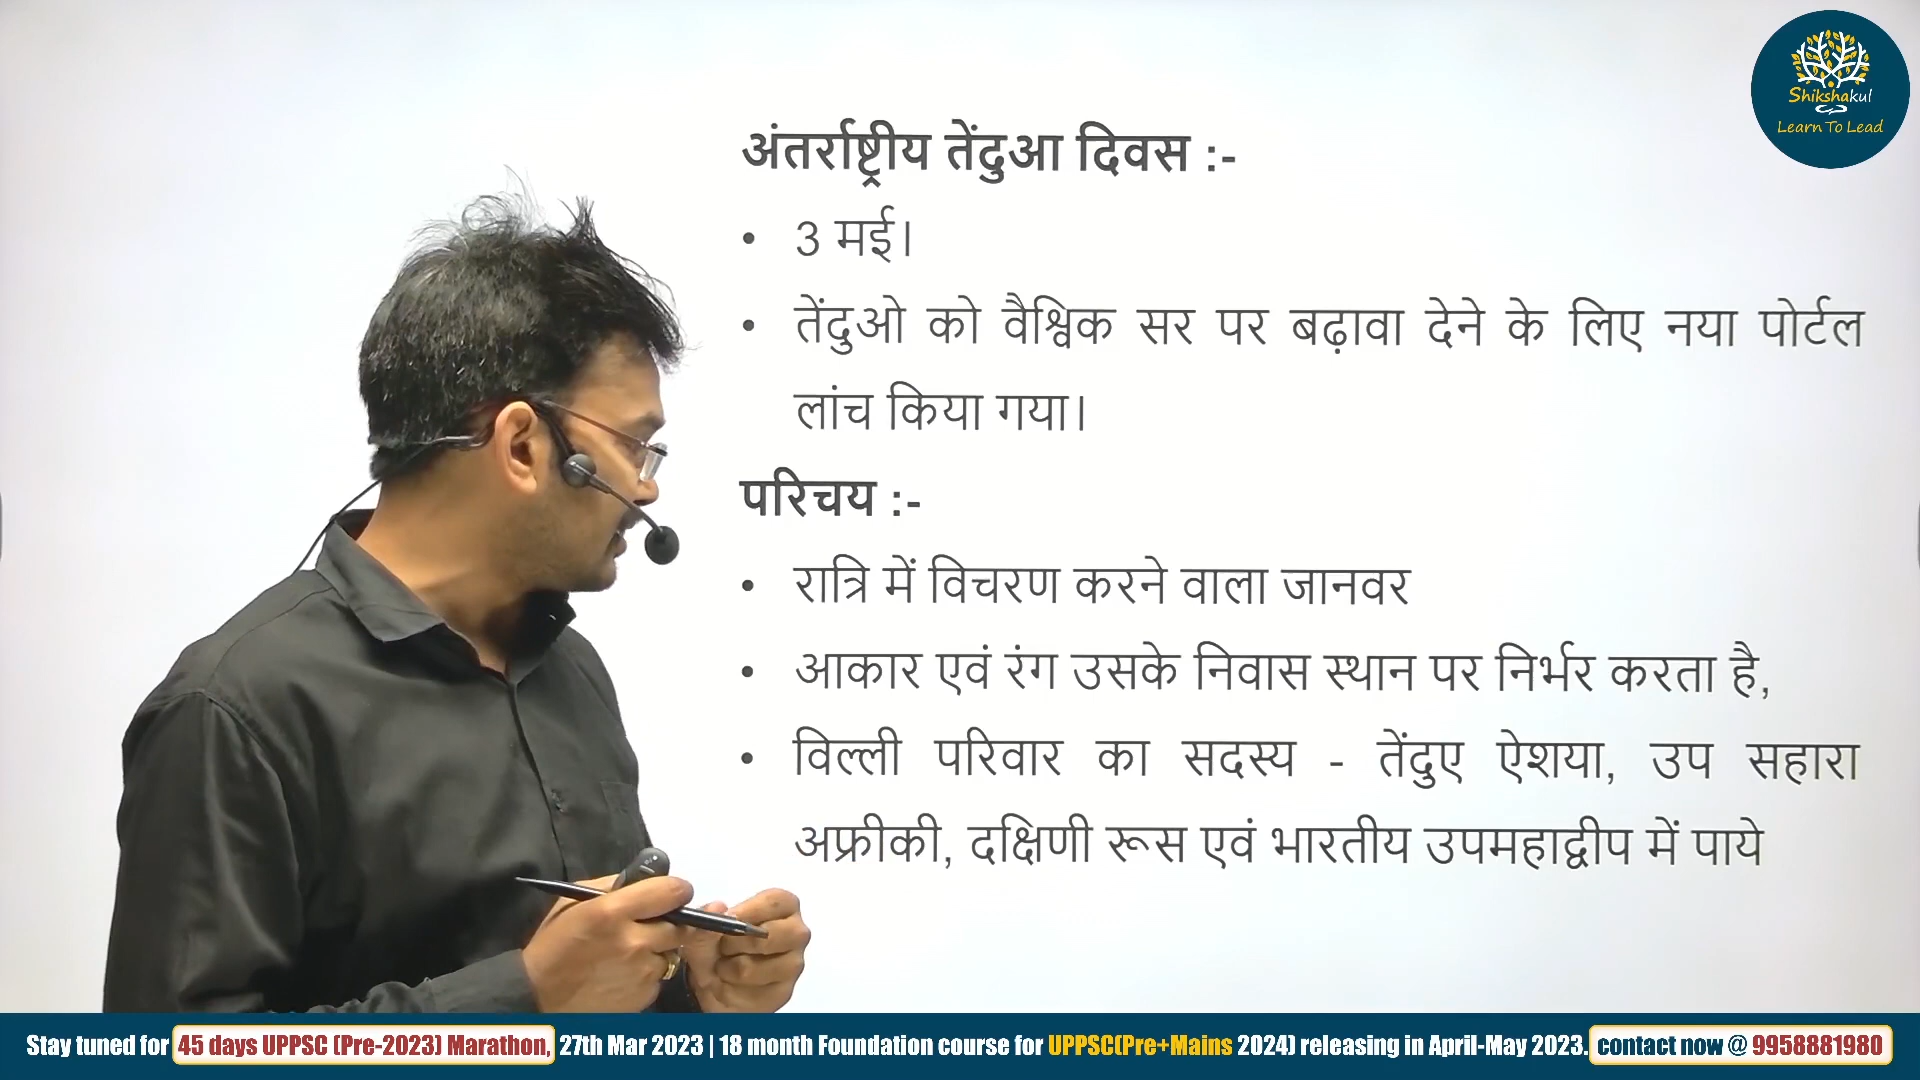 Shikshakul
Learn To Lead
अंतर्राष्ट्रीय तेंदुआ दिवस :-
• 3 मई।
• तेंदुओ को वैश्विक सर पर बढ़ावा देने के लिए नया पोर्टल
लांच किया गया।
परिचय :-
• रात्रि में विचरण करने वाला जानवर
• आकार एवं रंग उसके निवास स्थान पर निर्भर करता है,
• विल्ली परिवार का सदस्य - तेंदुए ऐशया, उप सहारा
अफ्रीकी, दक्षिणी रूस एवं भारतीय उपमहाद्वीप में पाये
Stay tuned for 45 days UPPSC (Pre-2023) Marathon, 27th Mar 2023 | 18 month Foundation course for UPPSC(Pre+Mains 2024) releasing in April-May 2023. contact now @ 9958881980